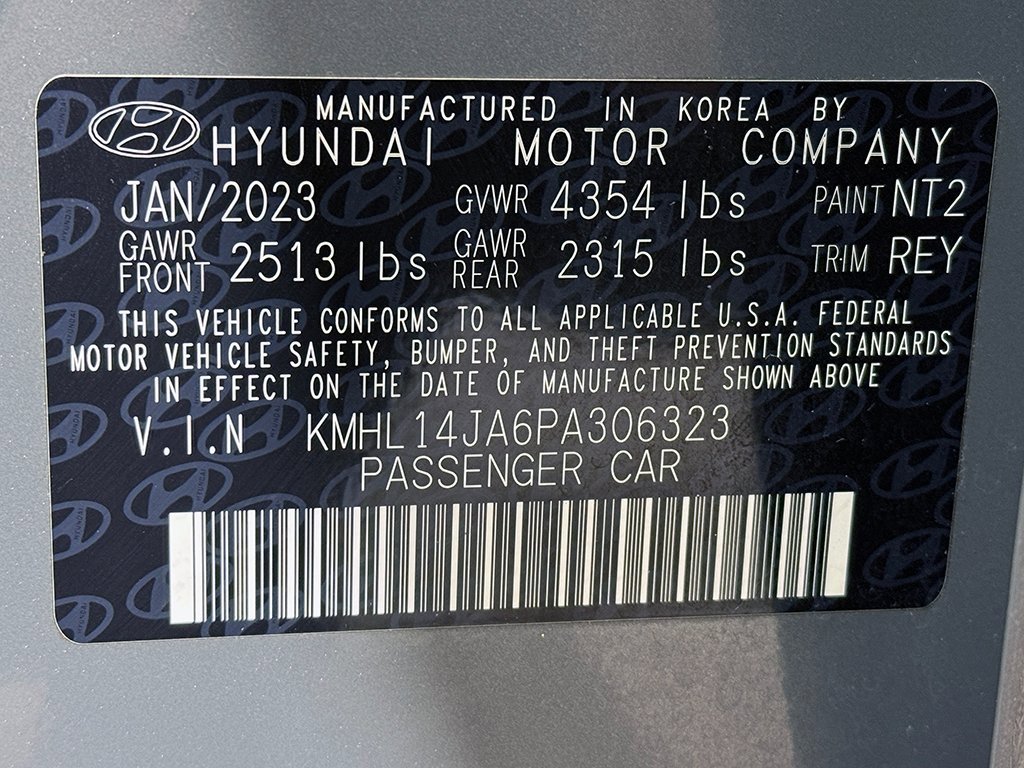 MANUFACTURED IN KOREA BY
HYUNDAI MOTOR COMPANY
JAN/2023 GVWR 4354 lbs PAINT NT2
GAWR FRONT 2513 lbs GAWR REAR 2315 lbs TRIM REY
THIS VEHICLE CONFORMS TO ALL APPLICABLE U.S.A. FEDERAL
MOTOR VEHICLE SAFETY, BUMPER, AND THEFT PREVENTION STANDARDS
IN EFFECT ON THE DATE OF MANUFACTURE SHOWN ABOVE
V.I.N KMHL14JA6PA306323
PASSENGER CAR